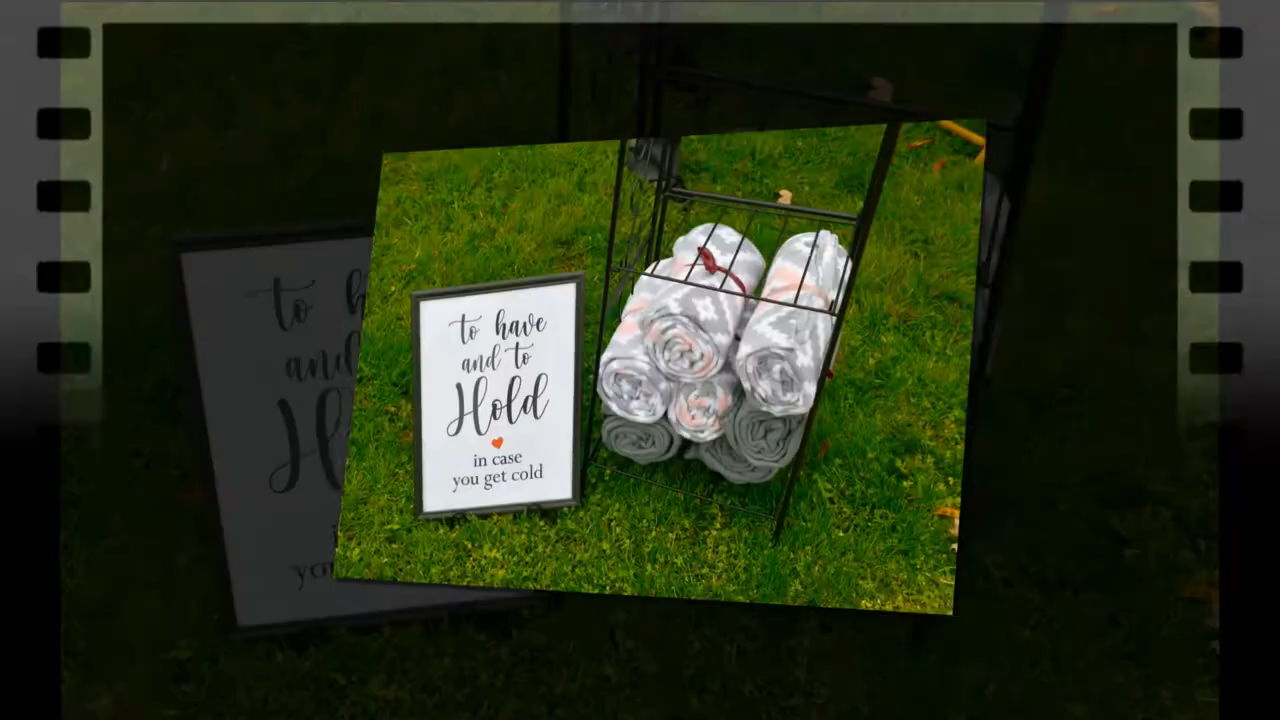 to have
and to
Hold
in case
you get cold